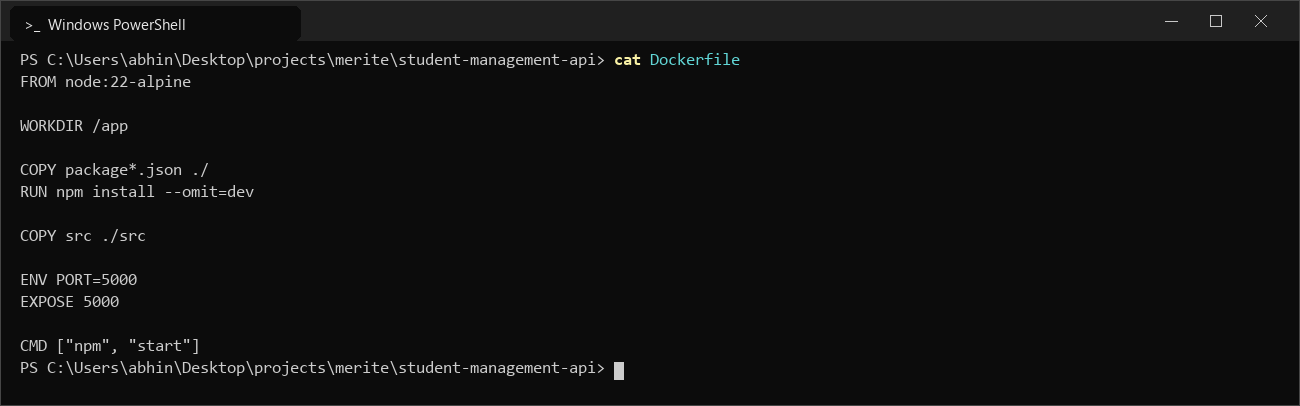 >_ Windows PowerShell
PS C:\Users\abhin\Desktop\projects\merite\student-management-api> cat Dockerfile
FROM node:22-alpine
WORKDIR /app
COPY package*.json ./
RUN npm install --omit=dev
COPY src ./src
ENV PORT=5000
EXPOSE 5000
CMD ["npm", "start"]
PS C:\Users\abhin\Desktop\projects\merite\student-management-api>